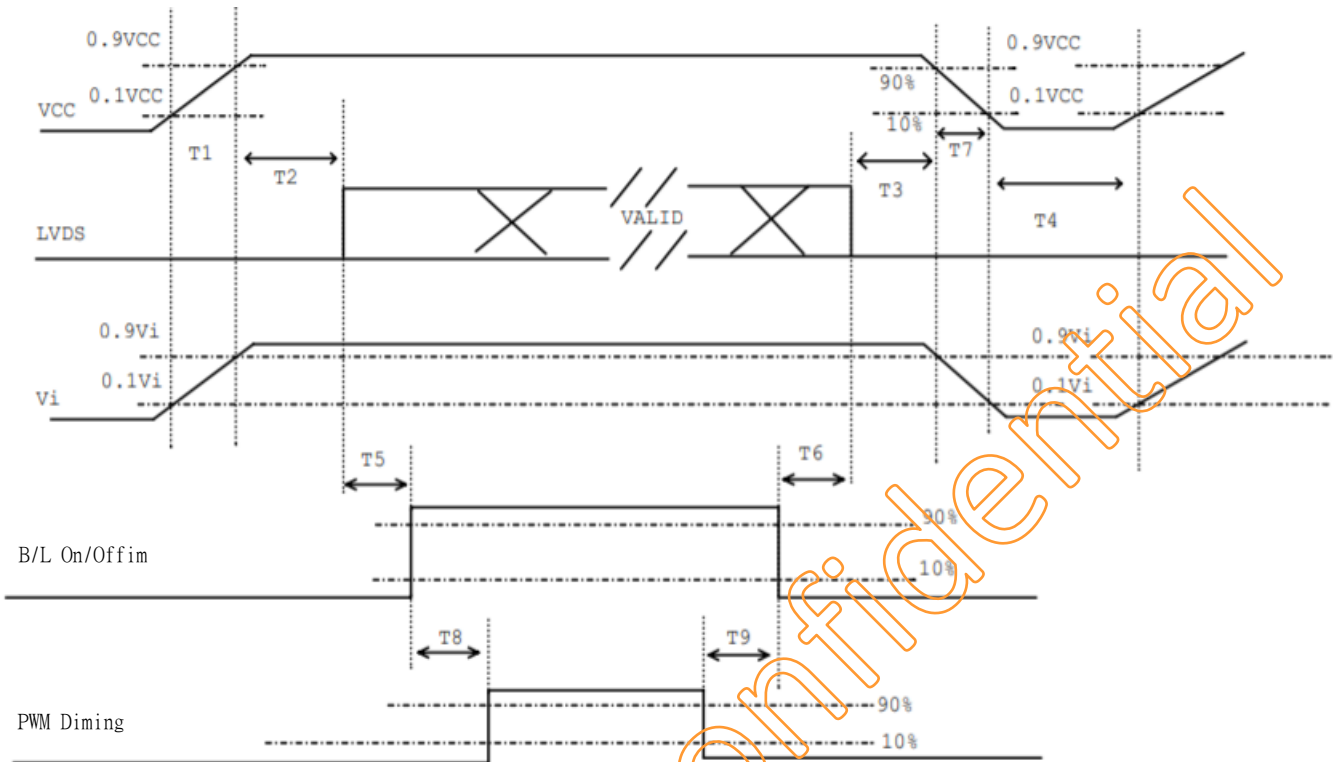 0.9VCC
0.9VCC
90%
VCC
0.1VCC
0.1VCC
10%
T1
T7
T2
T3
VALID
T4
LVDS
0.9Vi
0.9Vi
0.1Vi
0.1Vi
Vi
T5
T6
90%
B/L On/Offim
10%
T8
T9
90%
PWM Diming
10%
onfidential